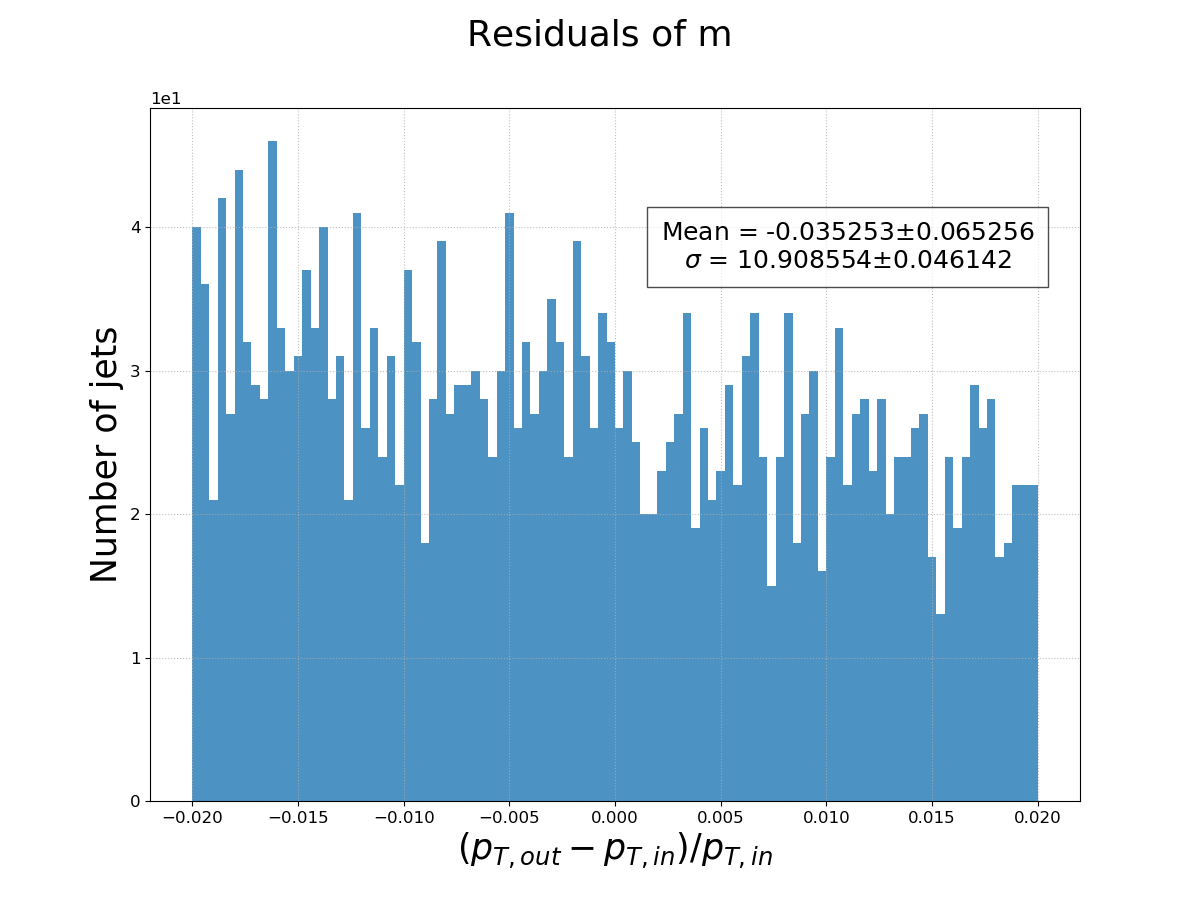 Residuals of m
1e1
Mean = -0.035253±0.065256
σ = 10.908554±0.046142
Number of jets
4
3
2
1
0
−0.020 −0.015 −0.010 −0.005 0.000 0.005 0.010 0.015 0.020
(p_{T,out} − p_{T,in})/p_{T,in}